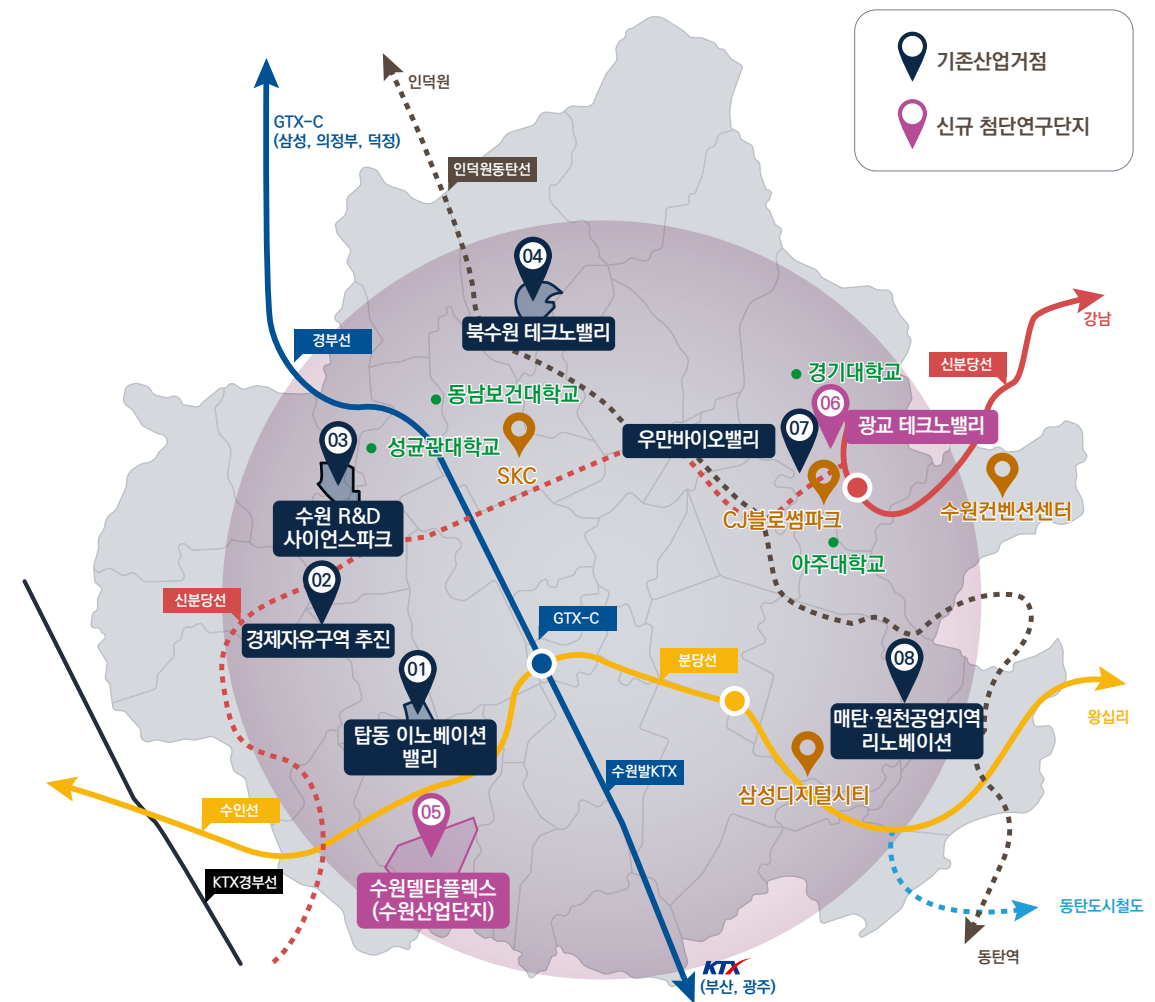 기존산업거점
신규 첨단연구단지
인덕원
GTX-C
(삼성, 의정부, 덕정)
인덕원동탄선
04
북수원 테크노밸리
경부선
강남
신분당선
경기대학교
동남보건대학교
06
광교 테크노밸리
07
우만바이오밸리
03
성균관대학교
SKC
수원컨벤션센터
CJ블로썸파크
수원 R&D
사이언스파크
아주대학교
02
신분당선
경제자유구역 추진
GTX-C
01
분당선
08
매탄·원천공업지역
리노베이션
왕십리
탑동 이노베이션
밸리
수원발KTX
삼성디지털시티
수인선
05
KTX경부선
수원델타플렉스
(수원산업단지)
동탄도시철도
동탄역
KTX
(부산, 광주)